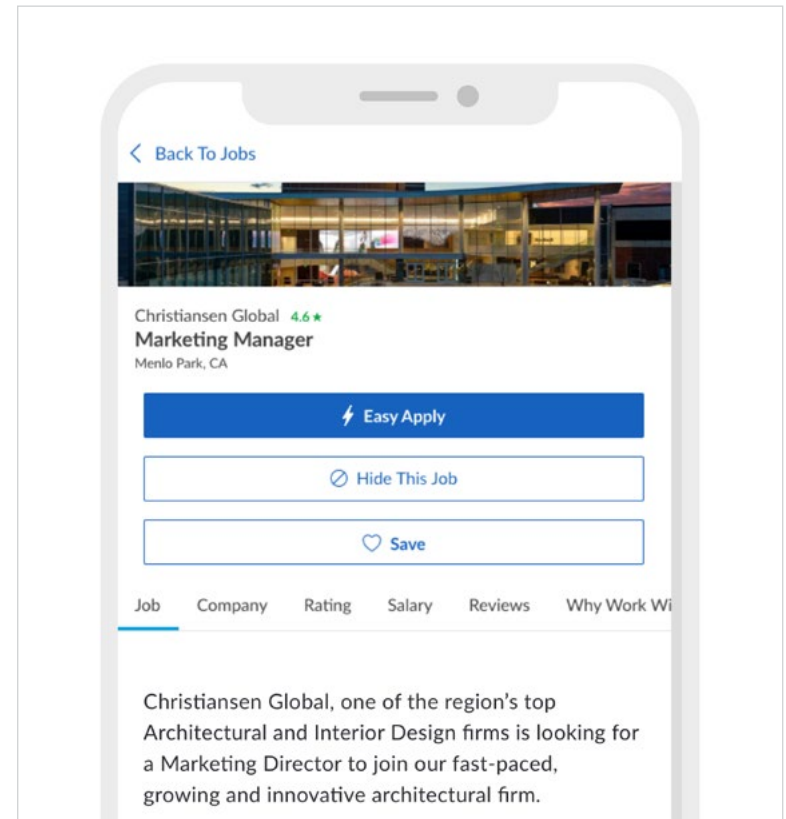 Back To Jobs
Christiansen Global 4.6 ★
Marketing Manager
Menlo Park, CA
Easy Apply
Hide This Job
Save
Job Company Rating Salary Reviews Why Work Wi
Christiansen Global, one of the region's top
Architectural and Interior Design firms is looking for
a Marketing Director to join our fast-paced,
growing and innovative architectural firm.